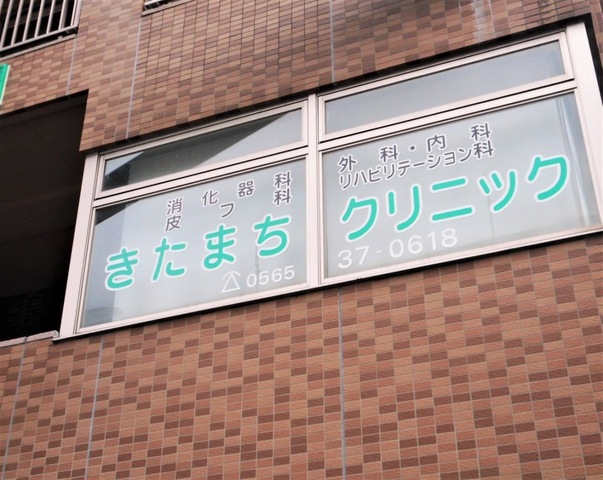 消化器科
皮フ科
外科・内科
リハビリテーション科
きたまち クリニック
0565 37-0618